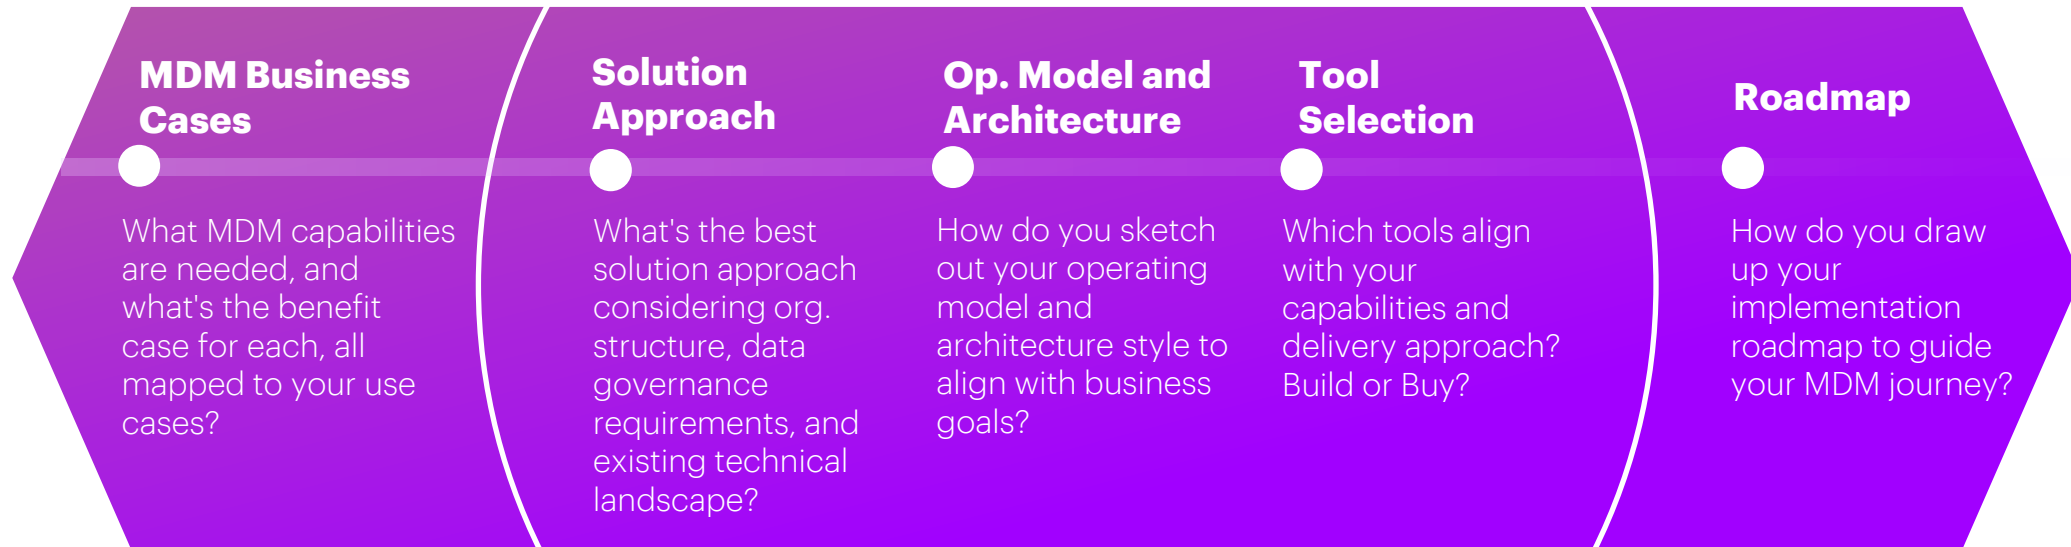 MDM Business
Cases
What MDM capabilities
are needed, and
what's the benefit
case for each, all
mapped to your use
cases?
Solution
Approach
What's the best
solution approach
considering org.
structure, data
governance
requirements, and
existing technical
landscape?
Op. Model and
Architecture
How do you sketch
out your operating
model and
architecture style to
align with business
goals?
Tool
Selection
Which tools align
with your
capabilities and
delivery approach?
Build or Buy?
Roadmap
How do you draw
up your
implementation
roadmap to guide
your MDM journey?